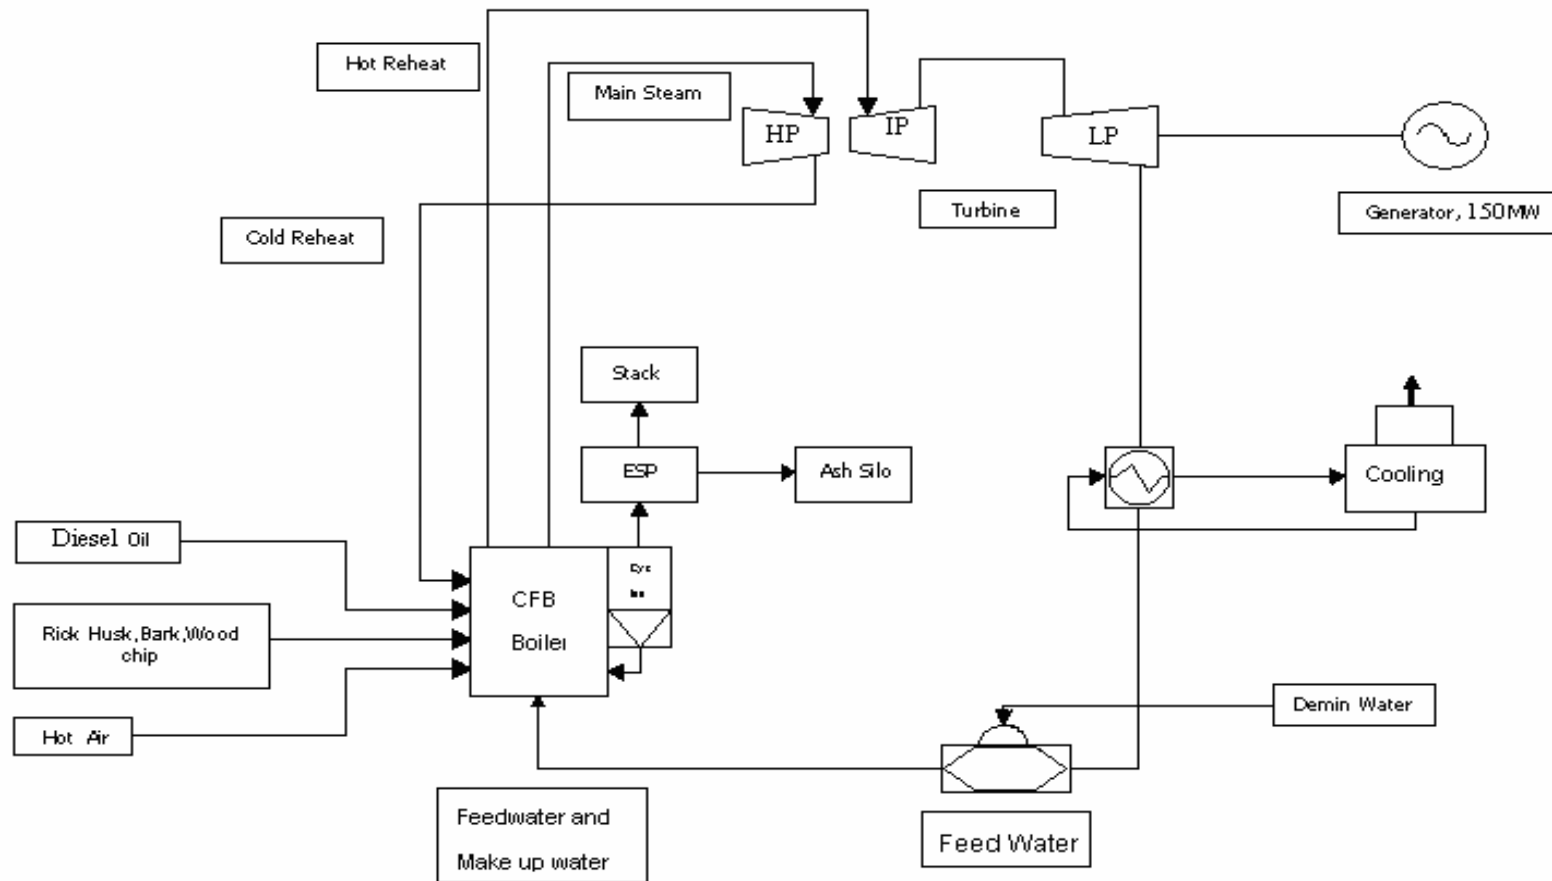 Hot Reheat
Main Steam
HP
IP
LP
Turbine
Generator, 150MW
Cold Reheat
Stack
ESP
Ash Silo
Cooling
Diesel Oil
CFB
Boiler
Rick Husk,Bark,Wood
chip
Hot Air
Demin Water
Feedwater and
Make up water
Feed Water